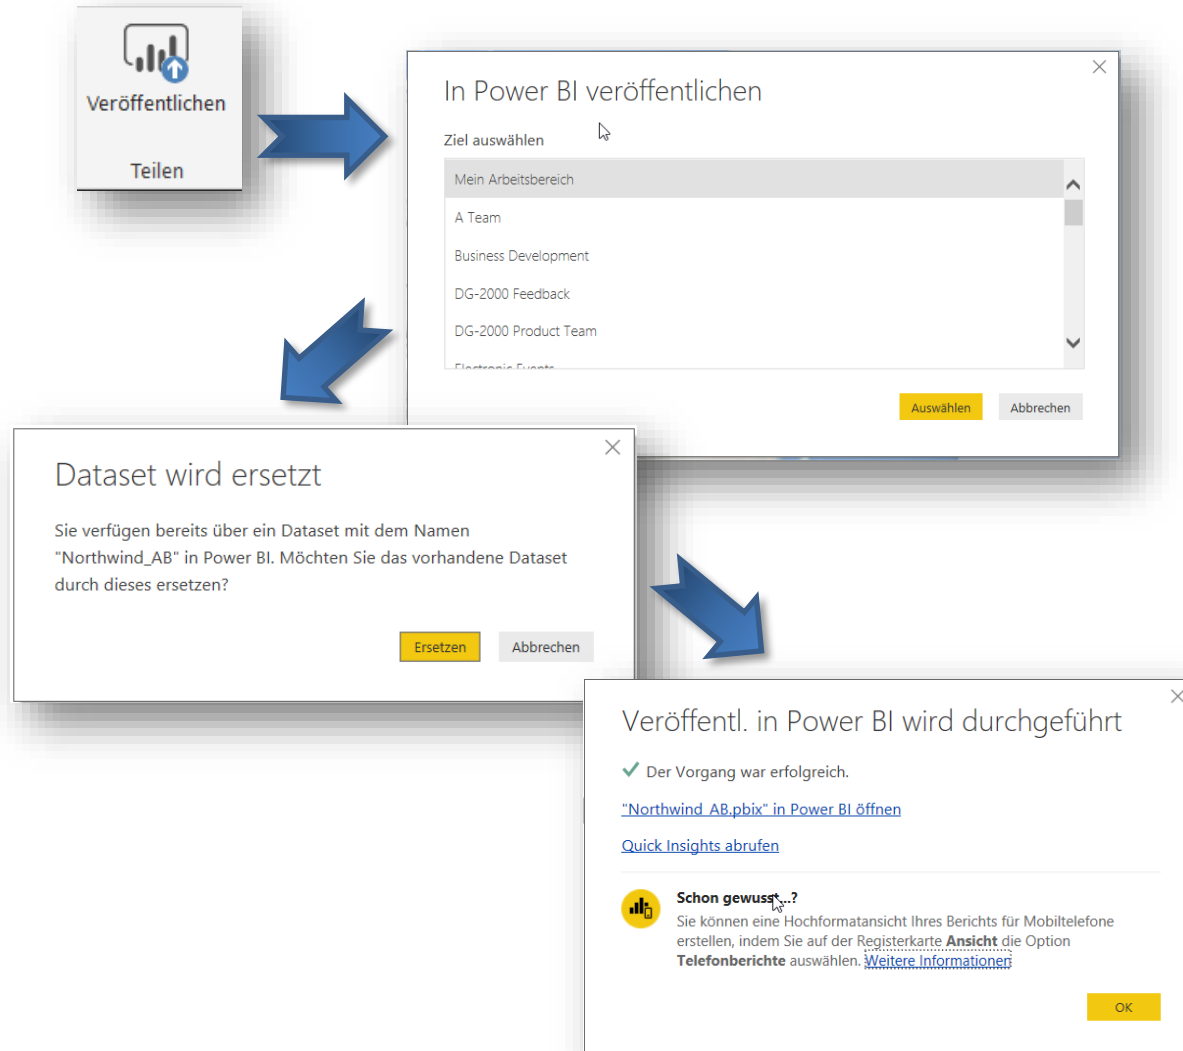 Veröffentlichen
Teilen
In Power BI veröffentlichen
Ziel auswählen
Mein Arbeitsbereich
A Team
Business Development
DG-2000 Feedback
DG-2000 Product Team
Electronic Events
Auswählen
Abbrechen
Dataset wird ersetzt
Sie verfügen bereits über ein Dataset mit dem Namen
"Northwind_AB" in Power BI. Möchten Sie das vorhandene Dataset
durch dieses ersetzen?
Ersetzen
Abbrechen
Veröffentl. in Power BI wird durchgeführt
Der Vorgang war erfolgreich.
"Northwind_AB.pbix" in Power BI öffnen
Quick Insights abrufen
Schon gewusst...?
Sie können eine Hochformatansicht Ihres Berichts für Mobiltelefone
erstellen, indem Sie auf der Registerkarte Ansicht die Option
Telefonberichte auswählen. Weitere Informationen
OK